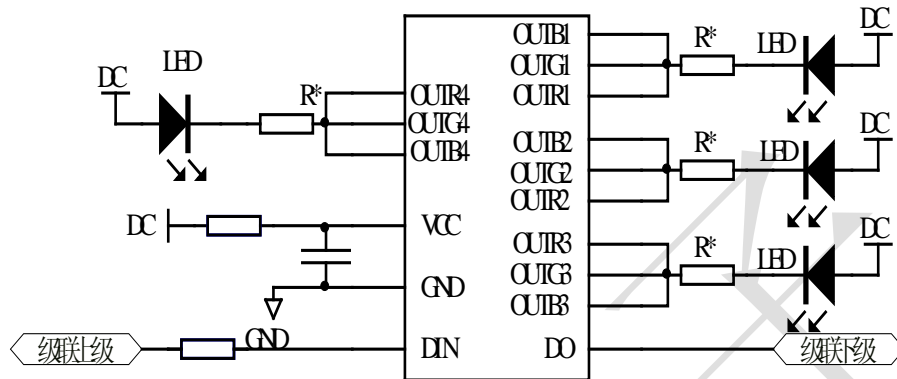 OUTB1
OUTG1
OUTR1
R*
LED
DC
DC
LED
R*
OUTR4
OUTG4
OUTB4
OUTB2
OUTG2
OUTR2
R*
LED
DC
DC
VCC
GND
GND
OUTR3
OUTG3
OUTB3
R*
LED
DC
级联上级
DIN
DO
级联下级